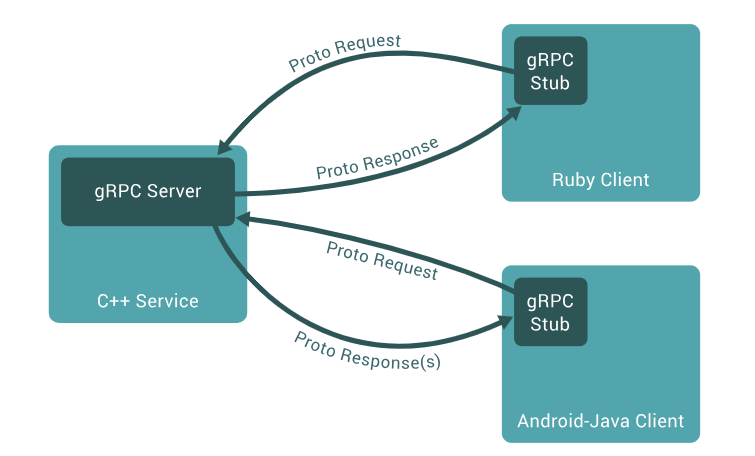 Proto Request
gRPC
Stub
Proto Response
Ruby Client
gRPC Server
C++ Service
Proto Request
gRPC
Stub
Proto Response(s)
Android-Java Client